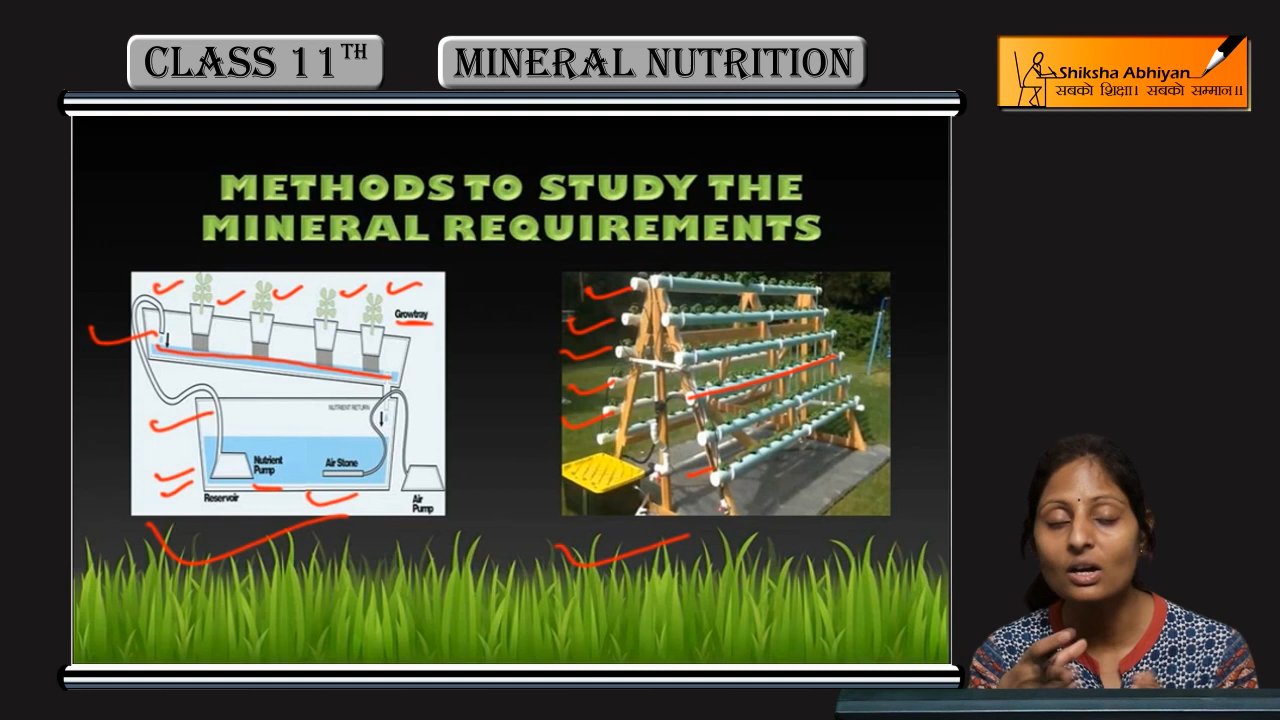 CLASS 11TH
MINERAL NUTRITION
Shiksha Abhiyan
सबको शिक्षा। सबको सम्मान।।
METHODS TO STUDY THE
MINERAL REQUIREMENTS
Growtray
NUTRIENT RETURN
Nutrient
Pump
Air Stone
Reservoir
Air
Pump